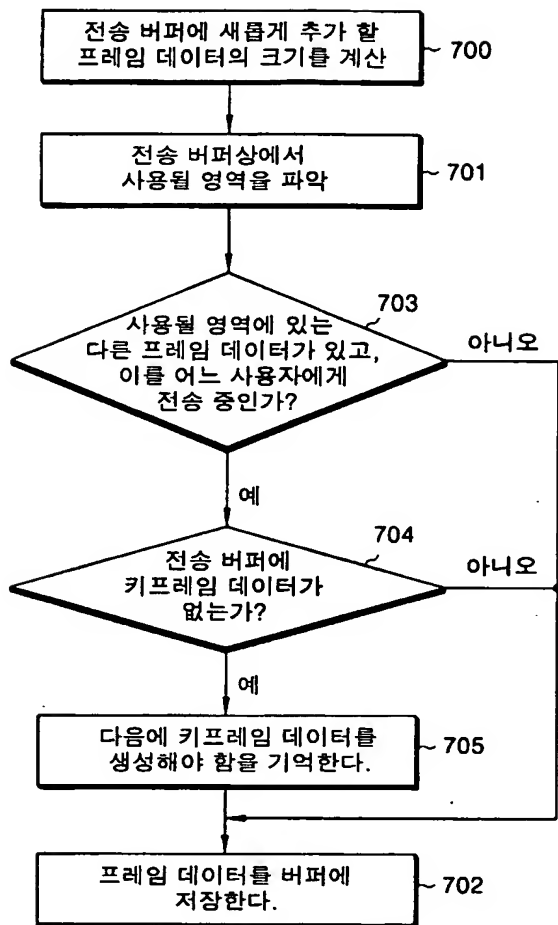 전송 버퍼에 새롭게 추가 할
프레임 데이터의 크기를 계산
700
전송 버퍼상에서
사용될 영역을 파악
701
703
사용될 영역에 있는
다른 프레임 데이터가 있고,
이를 어느 사용자에게
전송 중인가?
아니오
예
704
전송 버퍼에
키프레임 데이터가
없는가?
아니오
예
다음에 키프레임 데이터를
생성해야 함을 기억한다.
705
프레임 데이터를 버퍼에
저장한다.
702